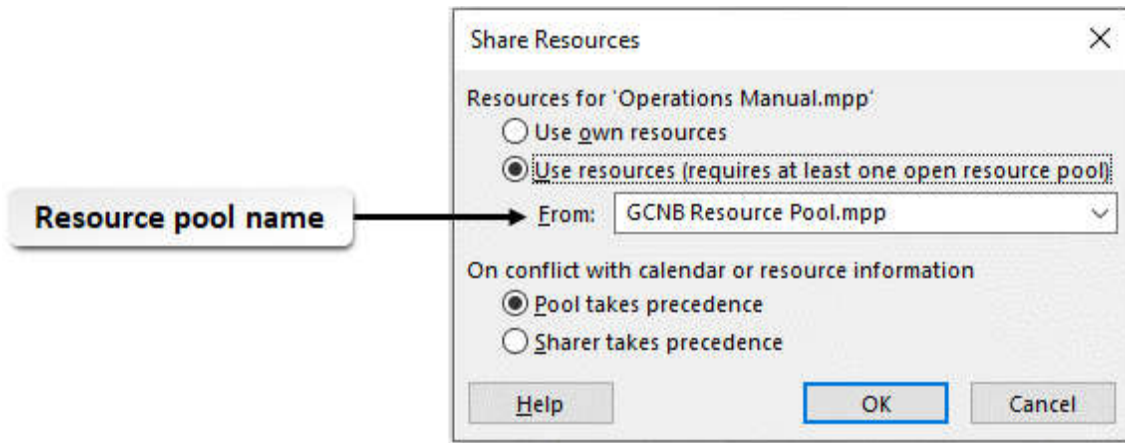 Share Resources
Resources for 'Operations Manual.mpp'
Use own resources
Use resources (requires at least one open resource pool)
Resource pool name
From: GCNB Resource Pool.mpp
On conflict with calendar or resource information
Pool takes precedence
Sharer takes precedence
Help OK Cancel